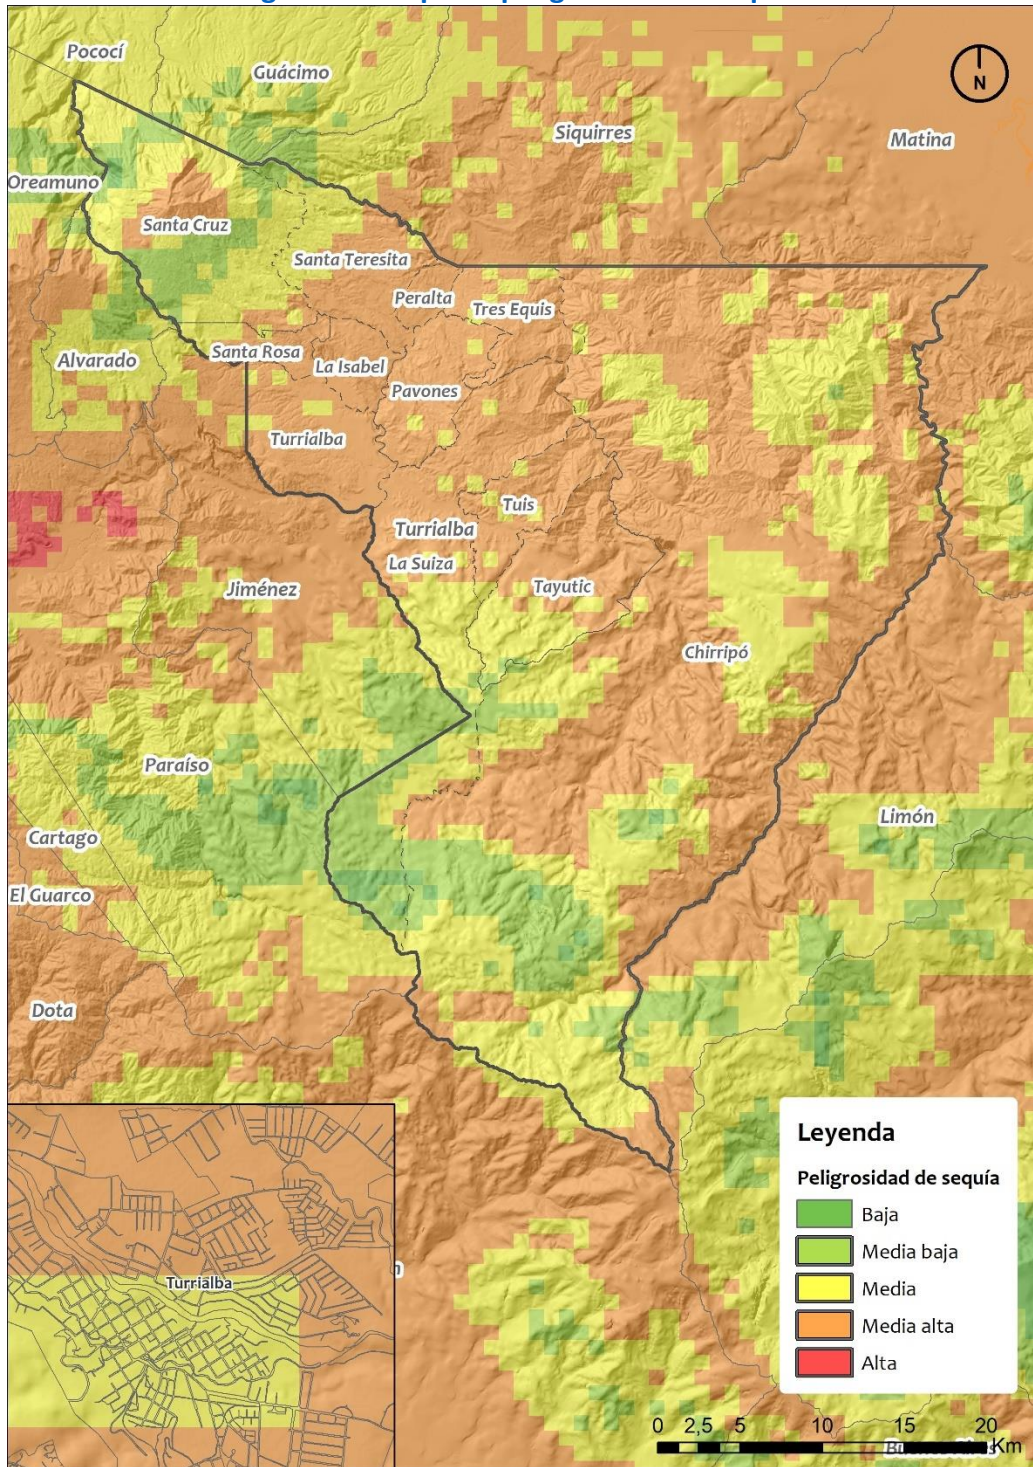 Pococí
Guácimo
N
Siquirres
Matina
Oreamuno
Santa Cruz
Santa Teresita
Peralta
Tres Equis
Santa Rosa
Alvarado
La Isabel
Pavones
Turrialba
Tuis
Turrialba
La Suiza
Jiménez
Tayutic
Chirripó
Paraíso
Limón
Cartago
El Guarco
Dota
Turrialba
Leyenda
Peligrosidad de sequía
Baja
Media baja
Media
Media alta
Alta
0 2,5 5 10 15 20
Km